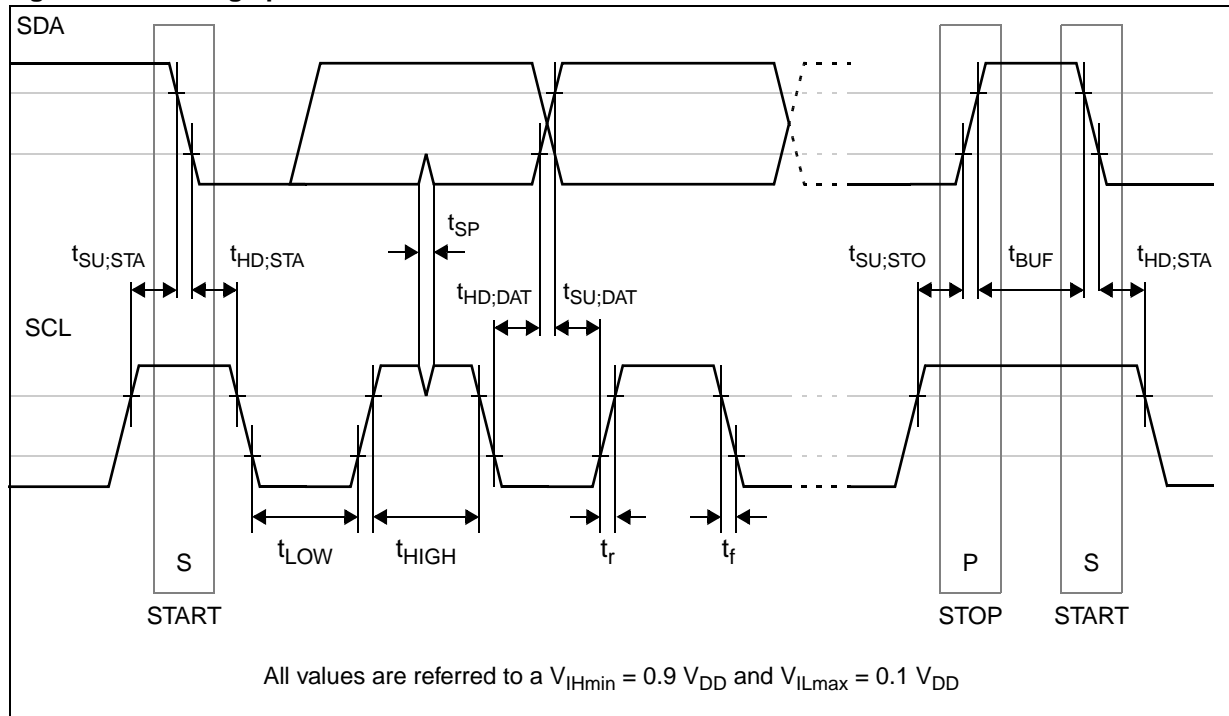 SDA
tSP
tSU;STA
tHD;STA
tSU;STO
tBUF
tHD;STA
tHD;DAT
tSU;DAT
SCL
tLOW
tHIGH
tr
tf
S
P
S
START
STOP
START
All values are referred to a VIHmin = 0.9 VDD and VILmax = 0.1 VDD